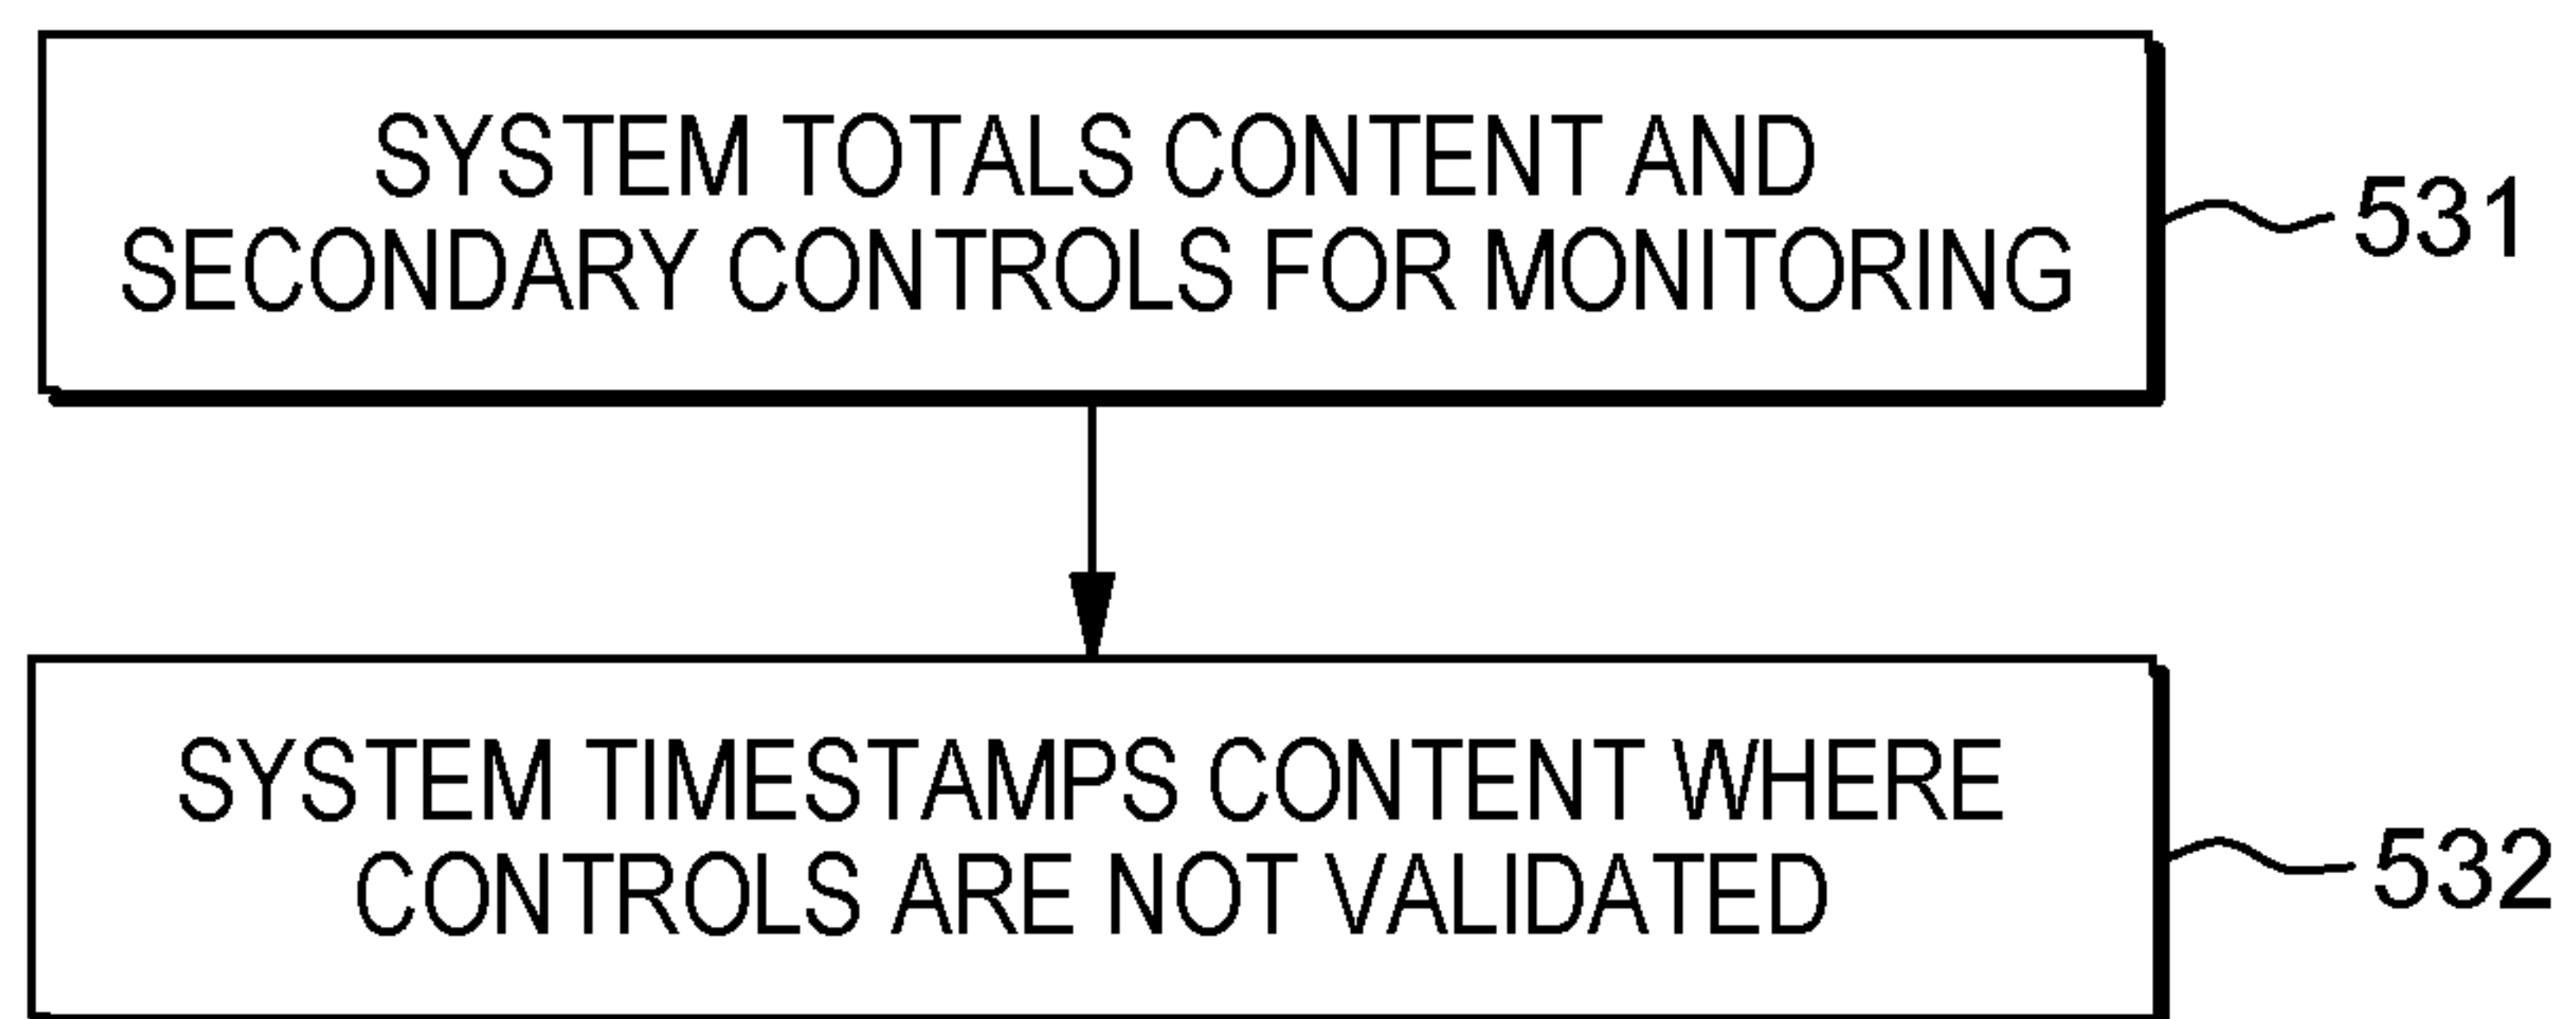 SYSTEM TOTALS CONTENT AND
SECONDARY CONTROLS FOR MONITORING
531
SYSTEM TIMESTAMPS CONTENT WHERE
CONTROLS ARE NOT VALIDATED
532